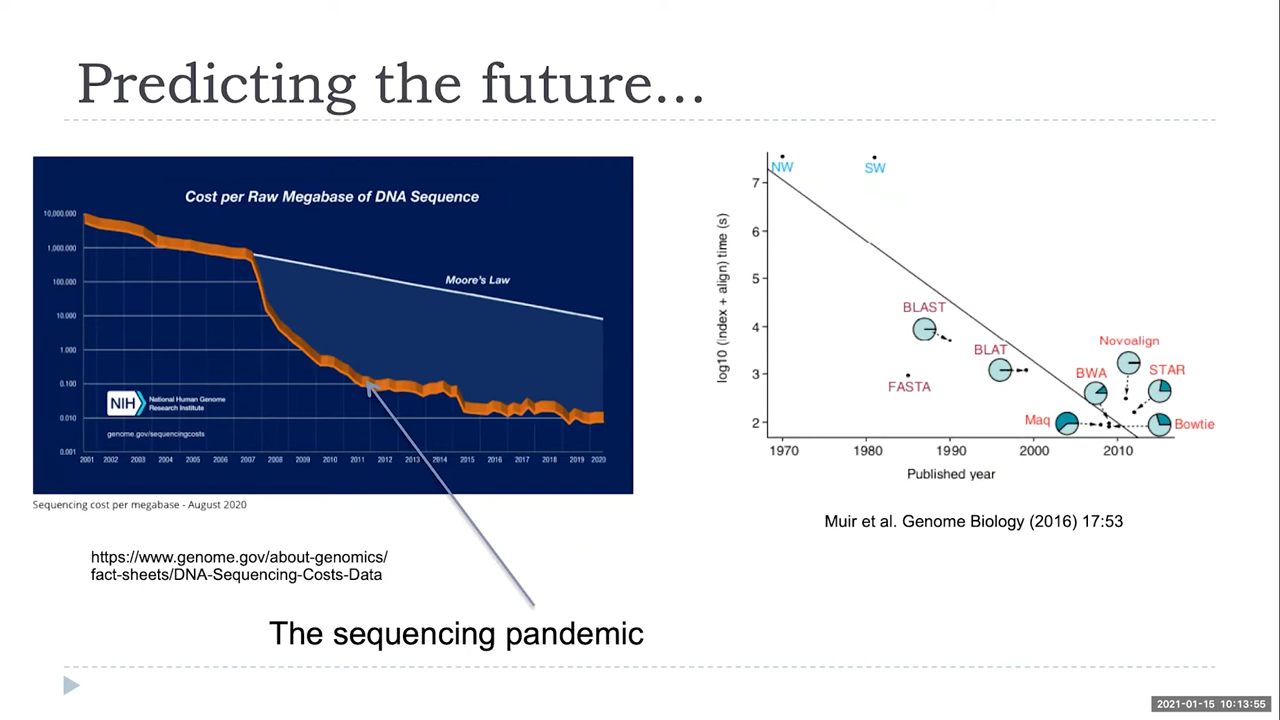 Predicting the future...
Cost per Raw Megabase of DNA Sequence
10,000.000
1,000.000
100.000
10.000
1.000
0.100
0.010
0.001
Moore's Law
NIH
National Human Genome
Research Institute
genome.gov/sequencingcosts
2001 2002 2003 2004 2005 2006 2007 2008 2009 2010 2011 2012 2013 2014 2015 2016 2017 2018 2019 2020
Sequencing cost per megabase - August 2020
https://www.genome.gov/about-genomics/
fact-sheets/DNA-Sequencing-Costs-Data
The sequencing pandemic
log10 (index + align) time (s)
7
6
5
4
3
2
NW
SW
BLAST
FASTA
BLAT
Novoalign
BWA
STAR
Maq
Bowtie
1970 1980 1990 2000 2010
Published year
Muir et al. Genome Biology (2016) 17:53
2021-01-15 10:13:55